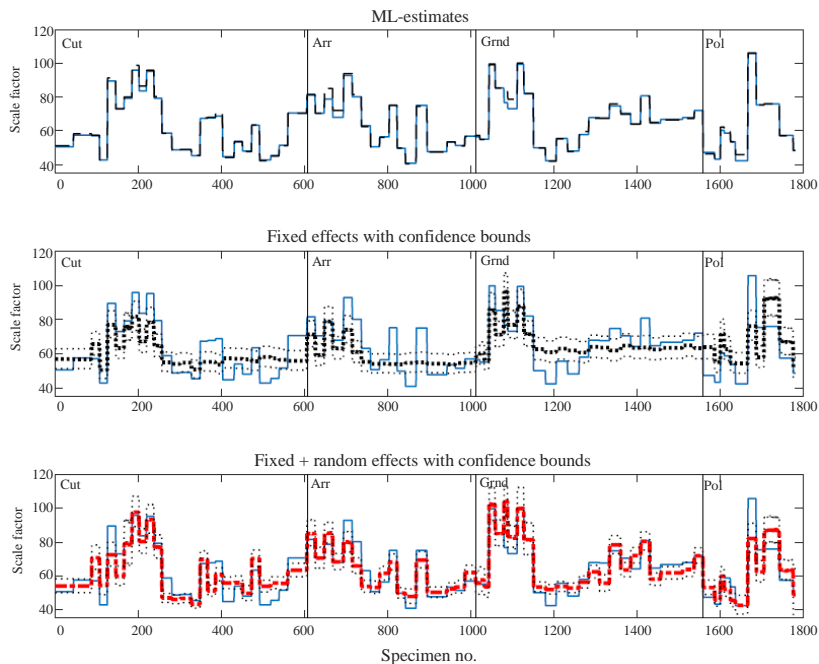 ML-estimates
120
100
80
60
40
Scale factor
Cut
Arr
Grnd
Pol
0 200 400 600 800 1000 1200 1400 1600 1800
Fixed effects with confidence bounds
120
100
80
60
40
Scale factor
Cut
Arr
Grnd
Pol
0 200 400 600 800 1000 1200 1400 1600 1800
Fixed + random effects with confidence bounds
120
100
80
60
40
Scale factor
Cut
Arr
Grnd
Pol
0 200 400 600 800 1000 1200 1400 1600 1800
Specimen no.